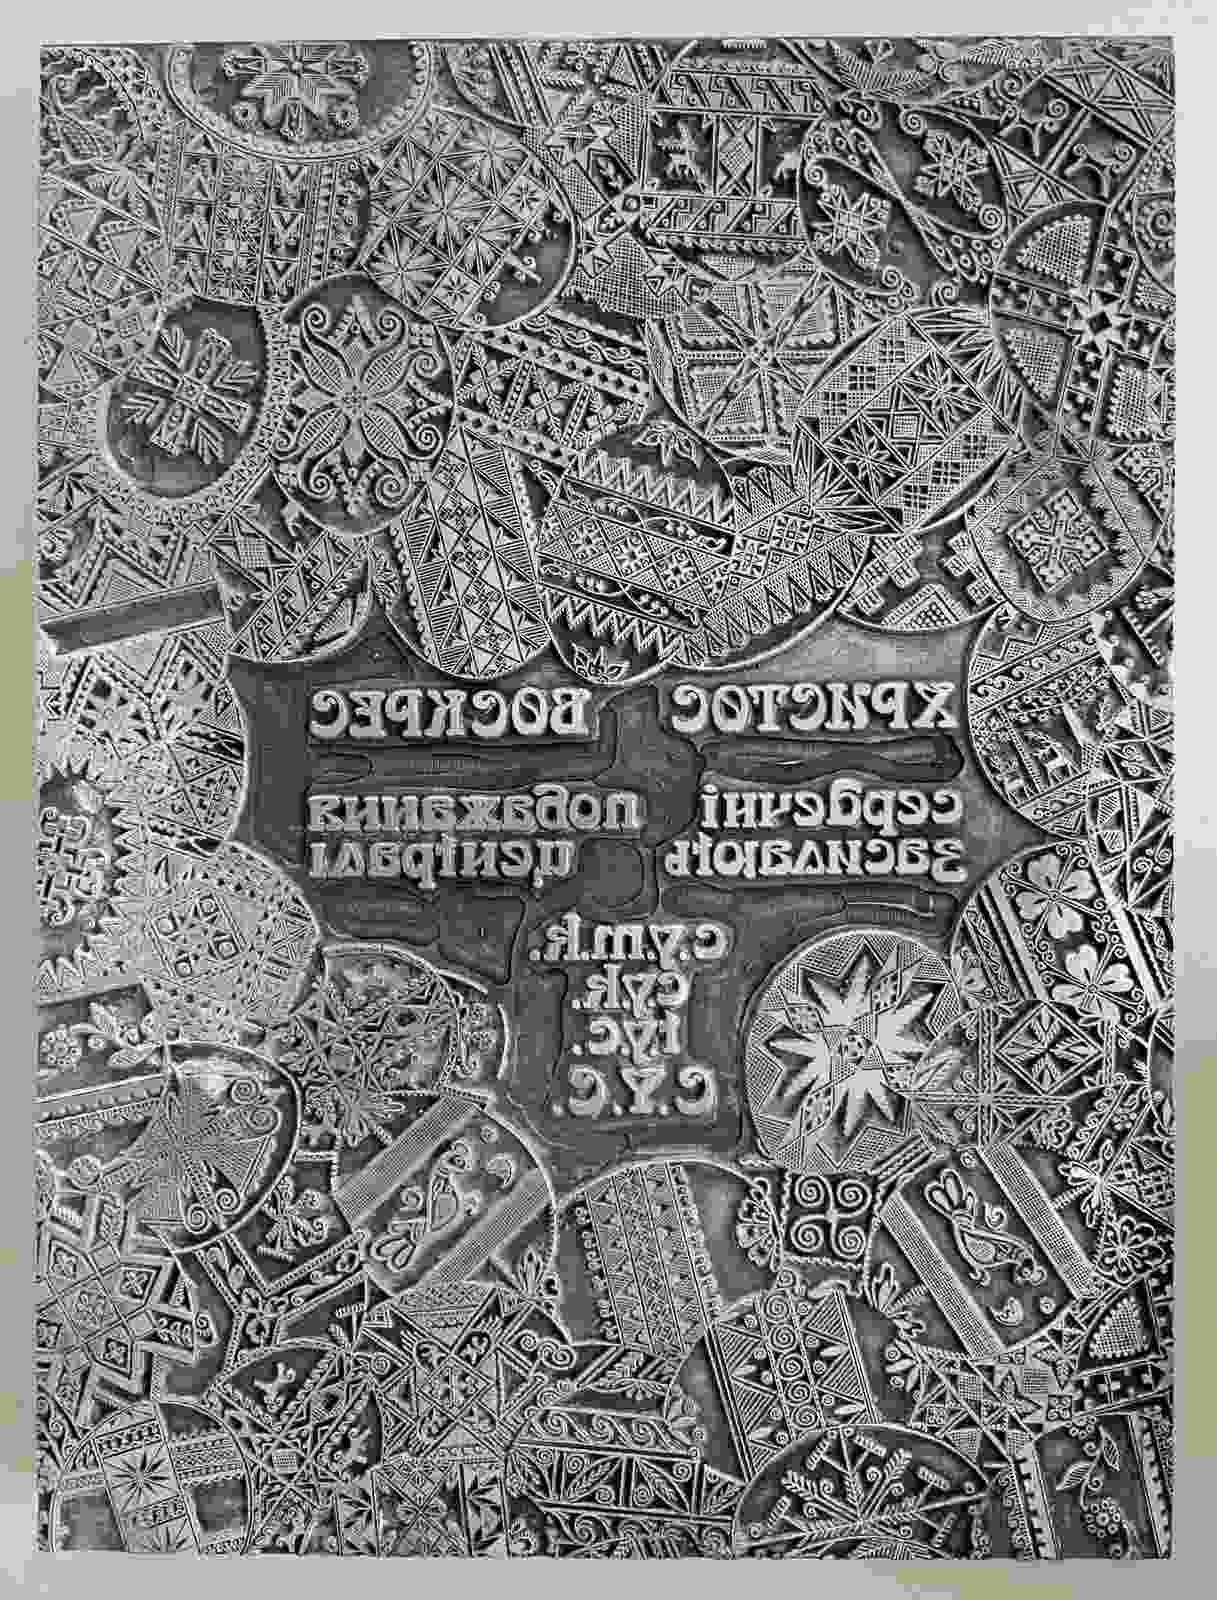 ХРИСТОС ВОСКРЕС
сердечні побажання
засилають централі
с.у.т.к.
с.у.к.
т.у.с.
С.У.С.